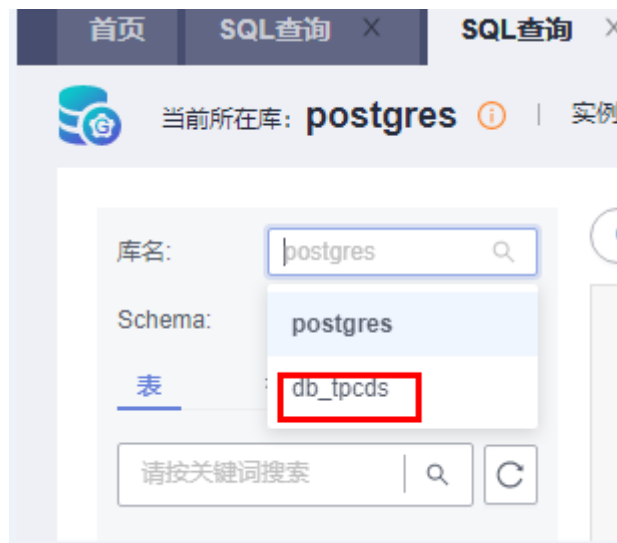 首页 SQL查询 SQL查询
当前所在库: postgres 实例
库名: postgres
Schema: postgres
表 db_tpcds
请按关键词搜索